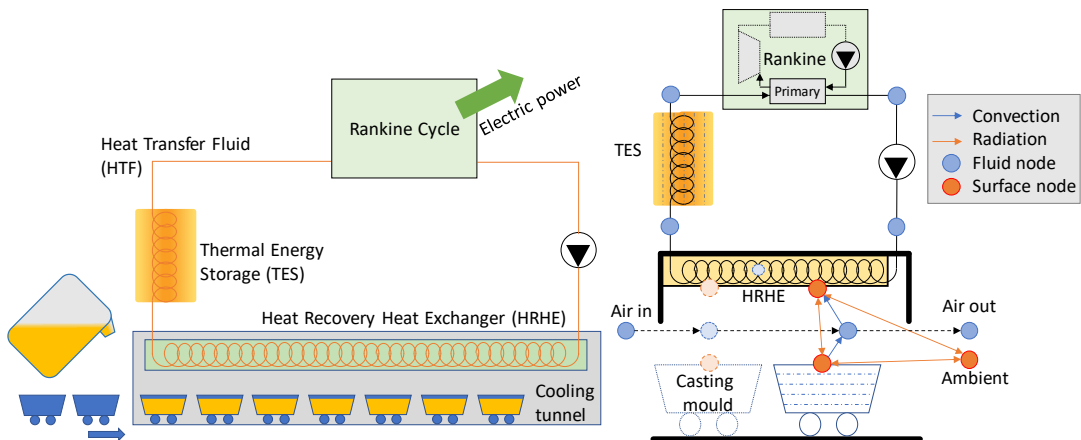 Rankine Cycle
Electric power
Heat Transfer Fluid
(HTF)
Thermal Energy
Storage (TES)
Heat Recovery Heat Exchanger (HRHE)
Cooling
tunnel
Rankine
Primary
TES
HRHE
Air in
Air out
Casting
mould
Ambient
Convection
Radiation
Fluid node
Surface node